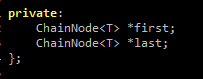 private:
ChainNode<T> *first;
ChainNode<T> *last;
};